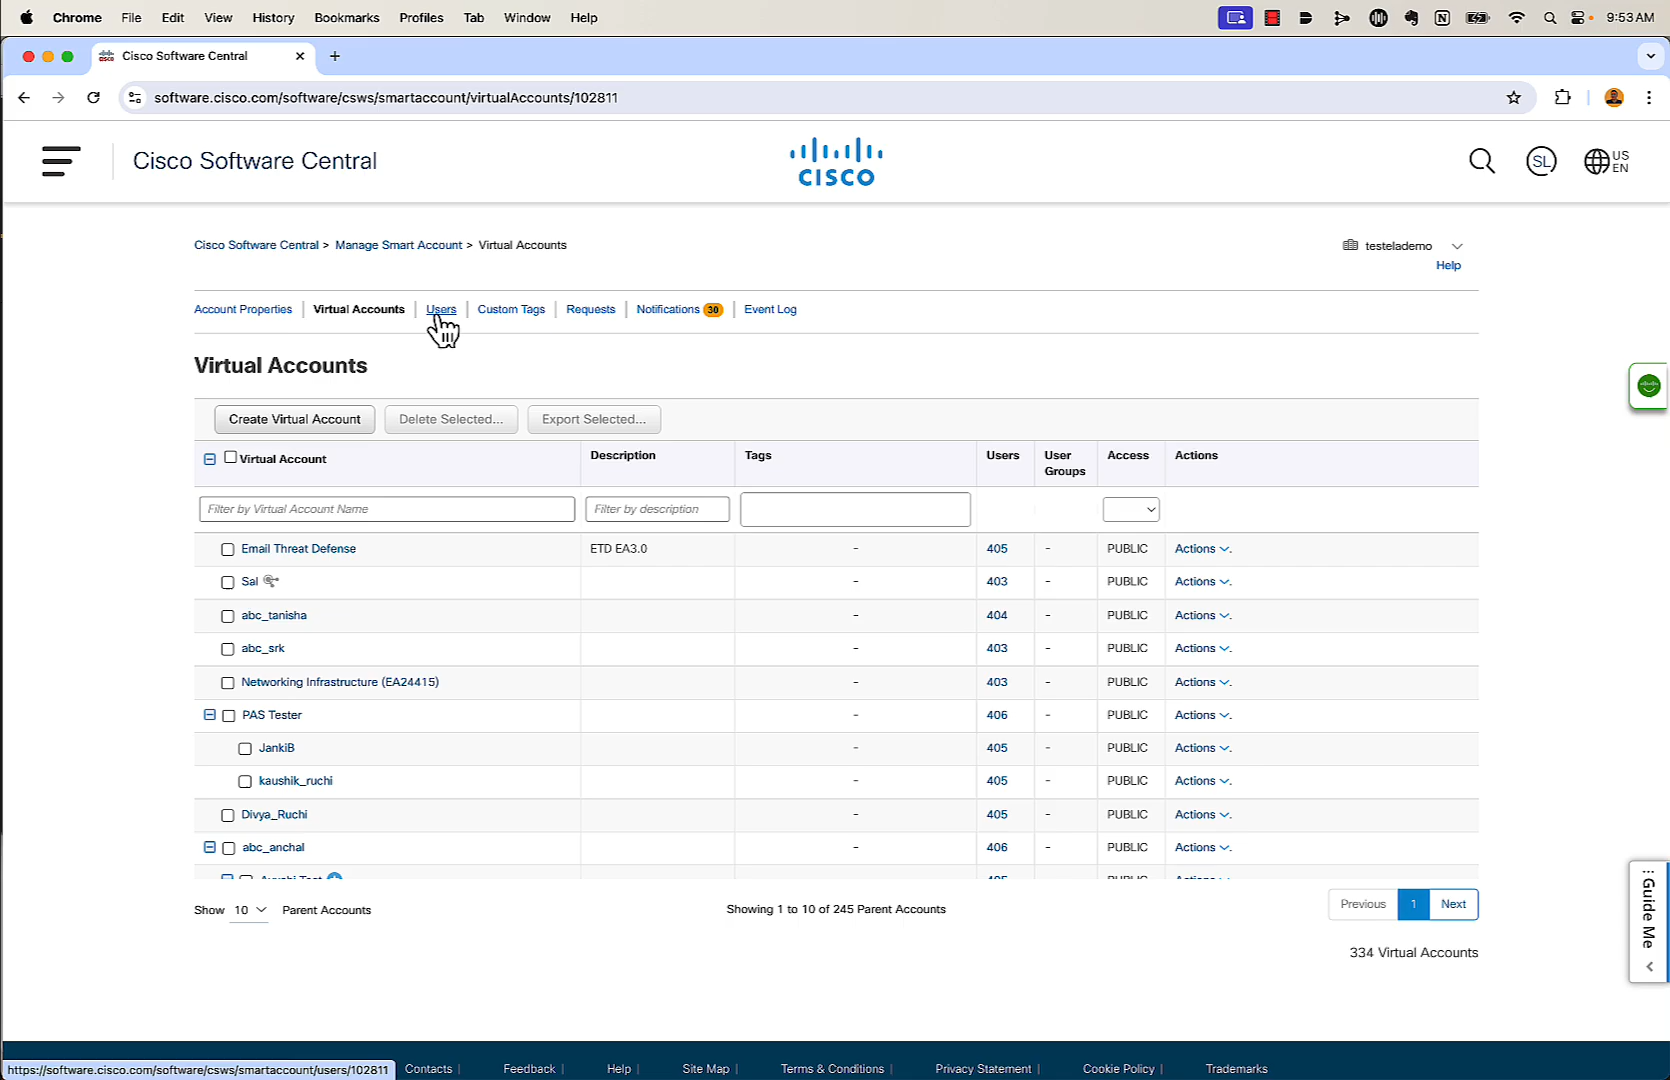 Chrome File Edit View History Bookmarks Profiles Tab Window Help 9:53 AM
Cisco Software Central
software.cisco.com/software/csws/smartaccount/virtualAccounts/102811
Cisco Software Central
CISCO
SL
US
EN
Cisco Software Central > Manage Smart Account > Virtual Accounts
testelademo
Help
Account Properties Virtual Accounts Users Custom Tags Requests Notifications 30 Event Log
Virtual Accounts
Create Virtual Account Delete Selected... Export Selected...
Virtual Account Description Tags Users User Groups Access Actions
Filter by Virtual Account Name Filter by description
Email Threat Defense ETD EA3.0 - 405 - PUBLIC Actions
Sal - 403 - PUBLIC Actions
abc_tanisha - 404 - PUBLIC Actions
abc_srk - 403 - PUBLIC Actions
Networking Infrastructure (EA24415) - 403 - PUBLIC Actions
PAS Tester - 406 - PUBLIC Actions
JankiB - 405 - PUBLIC Actions
kaushik_ruchi - 405 - PUBLIC Actions
Divya_Ruchi - 405 - PUBLIC Actions
abc_anchal - 406 - PUBLIC Actions
Show 10 Parent Accounts
Showing 1 to 10 of 245 Parent Accounts
Previous 1 Next
334 Virtual Accounts
Guide Me
https://software.cisco.com/software/csws/smartaccount/users/102811
Contacts | Feedback | Help | Site Map | Terms & Conditions | Privacy Statement | Cookie Policy | Trademarks